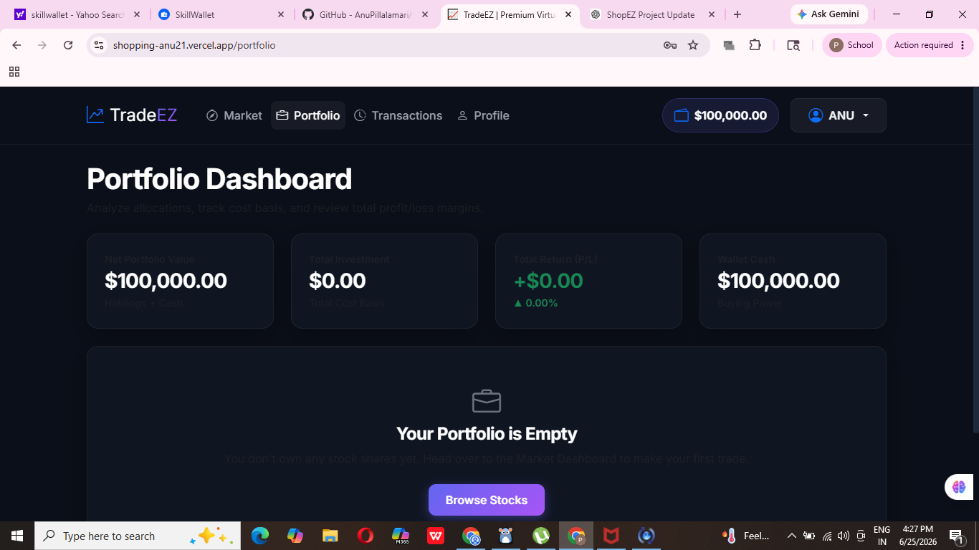 skillwallet - Yahoo Searc
SkillWallet
GitHub - AnuPillalamari
TradeEZ | Premium Virtu
ShopEZ Project Update
Ask Gemini
shopping-anu21.vercel.app/portfolio
P School
Action required
TradeEZ
Market
Portfolio
Transactions
Profile
$100,000.00
ANU
Portfolio Dashboard
Analyze allocations, track cost basis, and review total profit/loss margins.
Net Portfolio Value
$100,000.00
Holdings + Cash
Total Investment
$0.00
Total Cost Basis
Total Return (P/L)
+$0.00
▲ 0.00%
Wallet Cash
$100,000.00
Buying Power
Your Portfolio is Empty
You don't own any stock shares yet. Head over to the Market Dashboard to make your first trade.
Browse Stocks
Type here to search
M365
Feel...
ENG
IN
4:27 PM
6/25/2026
1